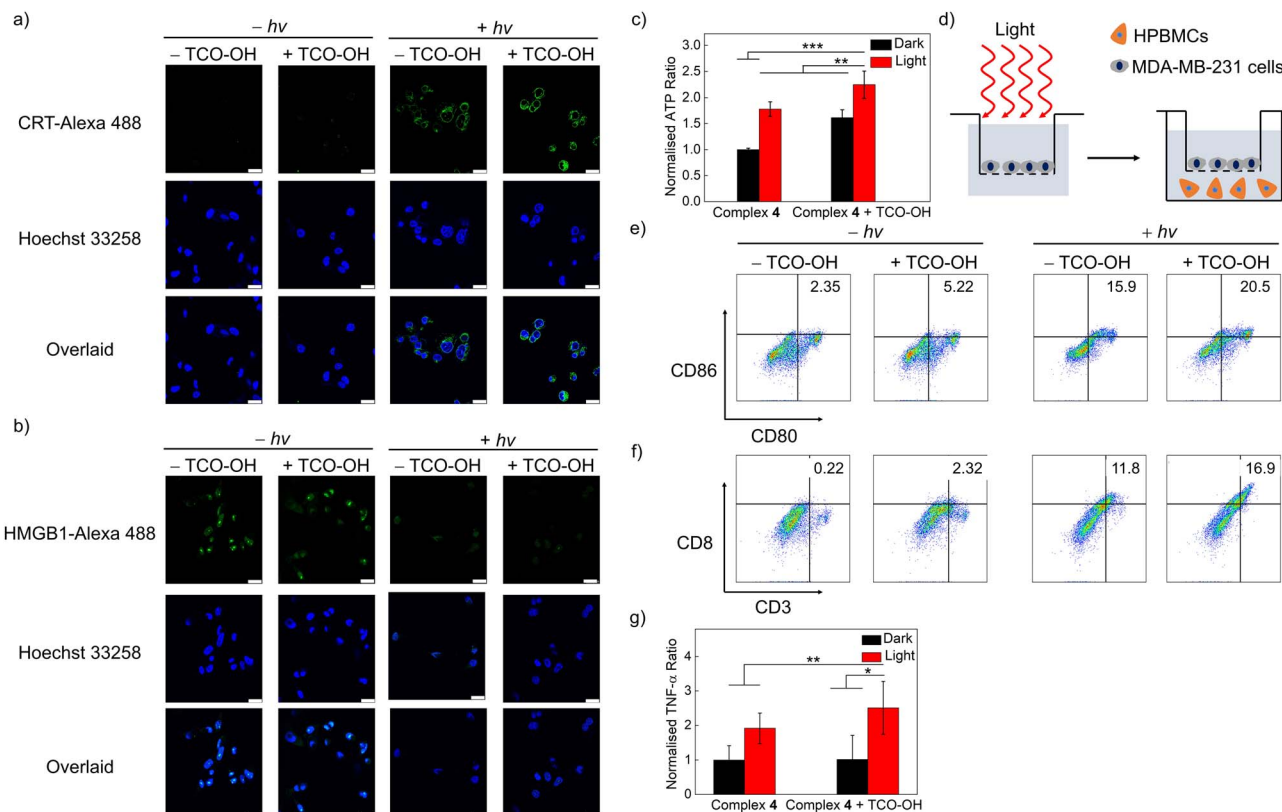 a)
– hv
+ hv
– TCO-OH
+ TCO-OH
– TCO-OH
+ TCO-OH
CRT-Alexa 488
Hoechst 33258
Overlaid
b)
– hv
+ hv
– TCO-OH
+ TCO-OH
– TCO-OH
+ TCO-OH
HMGB1-Alexa 488
Hoechst 33258
Overlaid
c)
Normalised ATP Ratio
3.0
2.5
2.0
1.5
1.0
0.5
0.0
***
**
Dark
Light
Complex 4
Complex 4 + TCO-OH
d)
Light
HPBMCs
MDA-MB-231 cells
e)
– hv
+ hv
– TCO-OH
+ TCO-OH
– TCO-OH
+ TCO-OH
2.35
5.22
15.9
20.5
CD86
CD80
f)
0.22
2.32
11.8
16.9
CD8
CD3
g)
Normalised TNF-α Ratio
4
3
2
1
0
**
*
Dark
Light
Complex 4
Complex 4 + TCO-OH